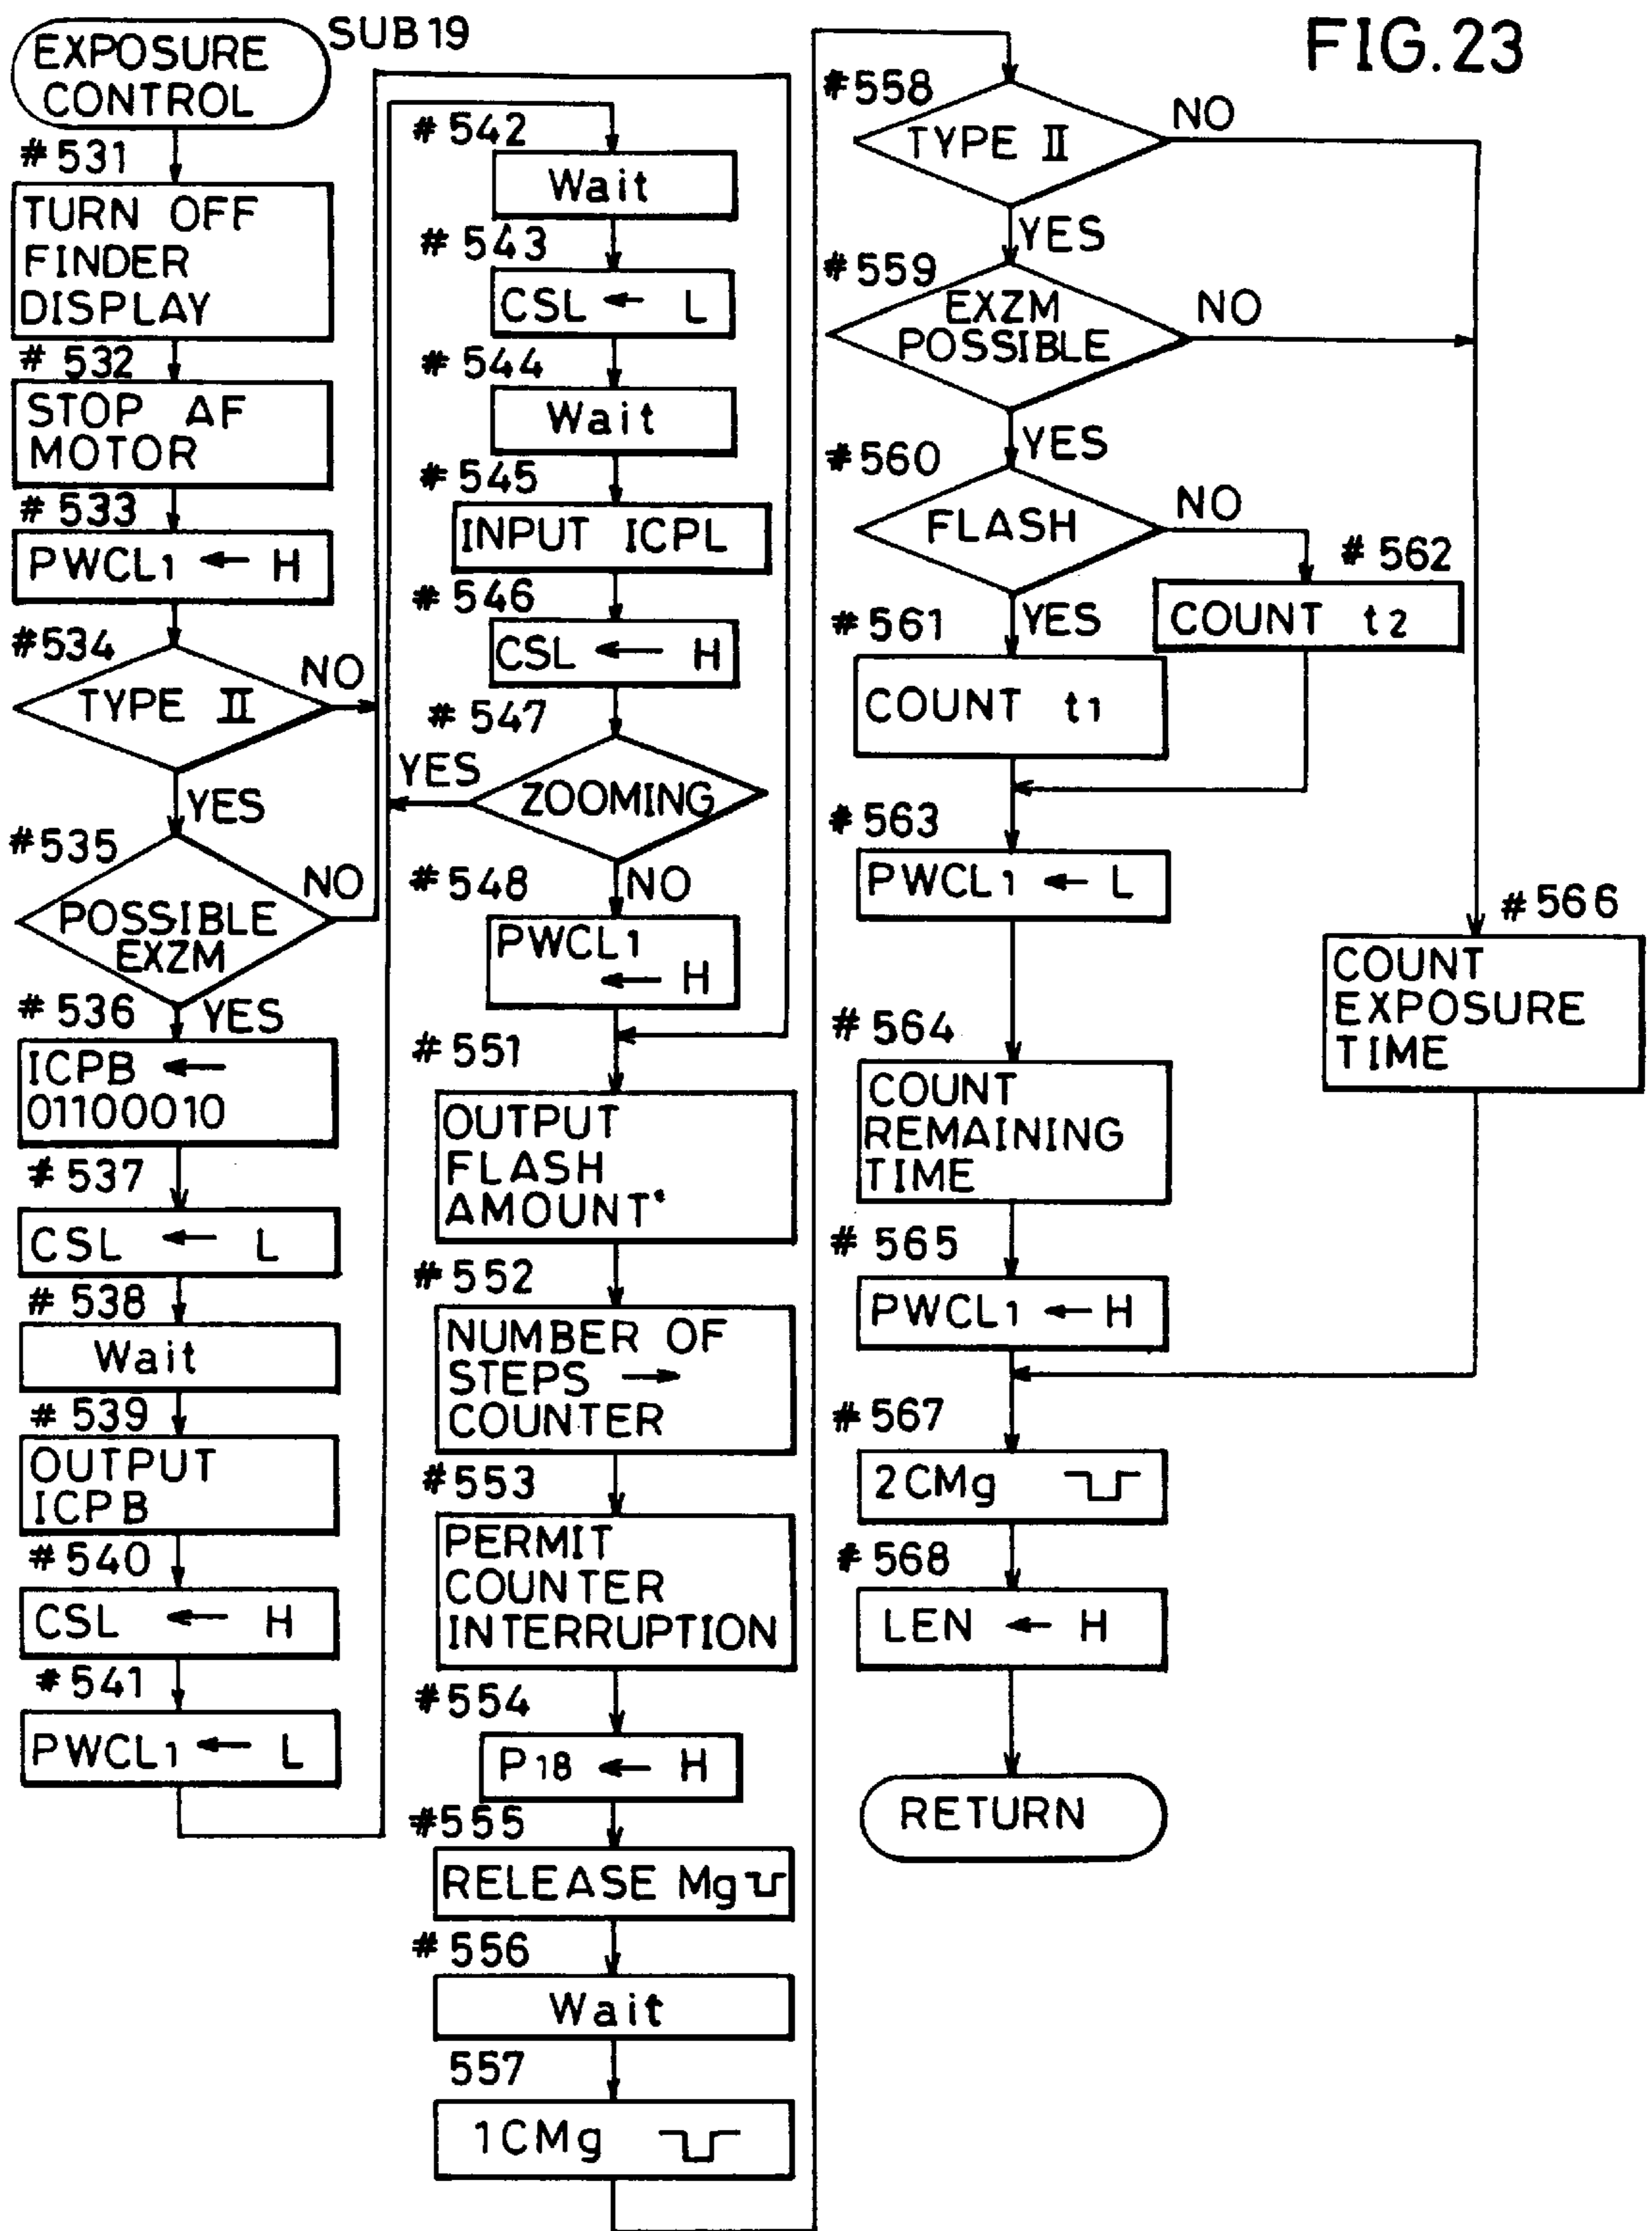 FIG.23
EXPOSURE
CONTROL
SUB19
#531
TURN OFF
FINDER
DISPLAY
#532
STOP AF
MOTOR
#533
PWCL1 ← H
#534
TYPE II
NO
YES
#535
POSSIBLE
EXZM
NO
YES
#536
ICPB ←
01100010
#537
CSL ← L
#538
Wait
#539
OUTPUT
ICPB
#540
CSL ← H
#541
PWCL1 ← L
#542
Wait
#543
CSL ← L
#544
Wait
#545
INPUT ICPL
#546
CSL ← H
#547
ZOOMING
YES
NO
#548
PWCL1
← H
#551
OUTPUT
FLASH
AMOUNT
#552
NUMBER OF
STEPS →
COUNTER
#553
PERMIT
COUNTER
INTERRUPTION
#554
P18 ← H
#555
RELEASE Mg
#556
Wait
557
1CMg
#558
TYPE II
NO
YES
#559
EXZM
POSSIBLE
NO
YES
#560
FLASH
NO
YES
#561
COUNT t1
#562
COUNT t2
#563
PWCL1 ← L
#564
COUNT
REMAINING
TIME
#565
PWCL1 ← H
#566
COUNT
EXPOSURE
TIME
#567
2CMg
#568
LEN ← H
RETURN